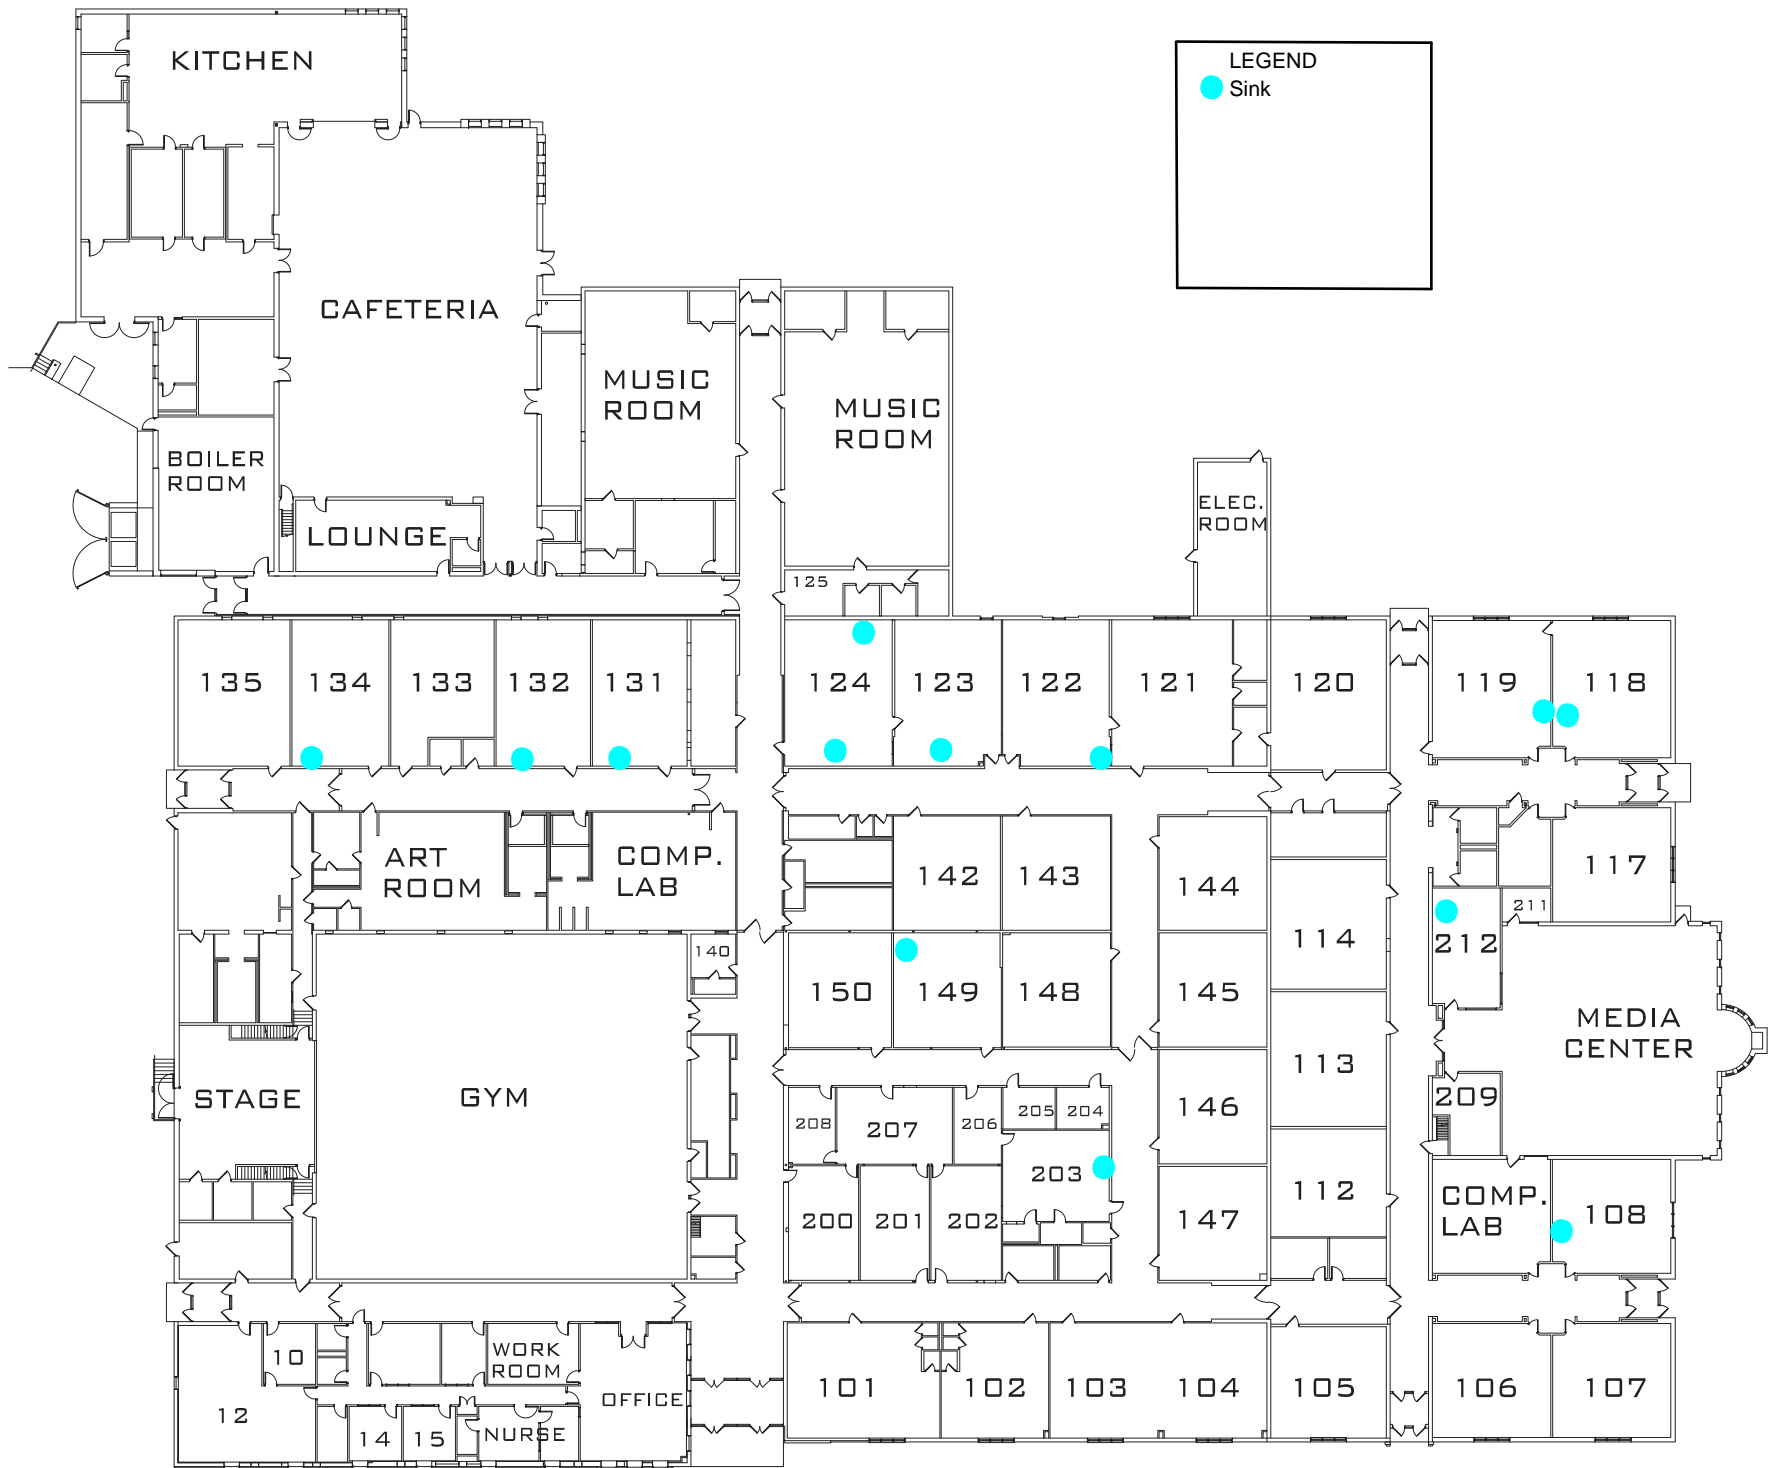 KITCHEN
LEGEND
Sink
CAFETERIA
MUSIC
ROOM
MUSIC
ROOM
BOILER
ROOM
LOUNGE
ELEC.
ROOM
125
135
134
133
132
131
124
123
122
121
120
119
118
ART
ROOM
COMP.
LAB
142
143
144
117
211
212
114
140
150
149
148
145
MEDIA
CENTER
113
STAGE
GYM
146
209
208
207
206
205
204
203
112
COMP.
LAB
108
200
201
202
147
10
WORK
ROOM
OFFICE
12
14
15
NURSE
101
102
103
104
105
106
107